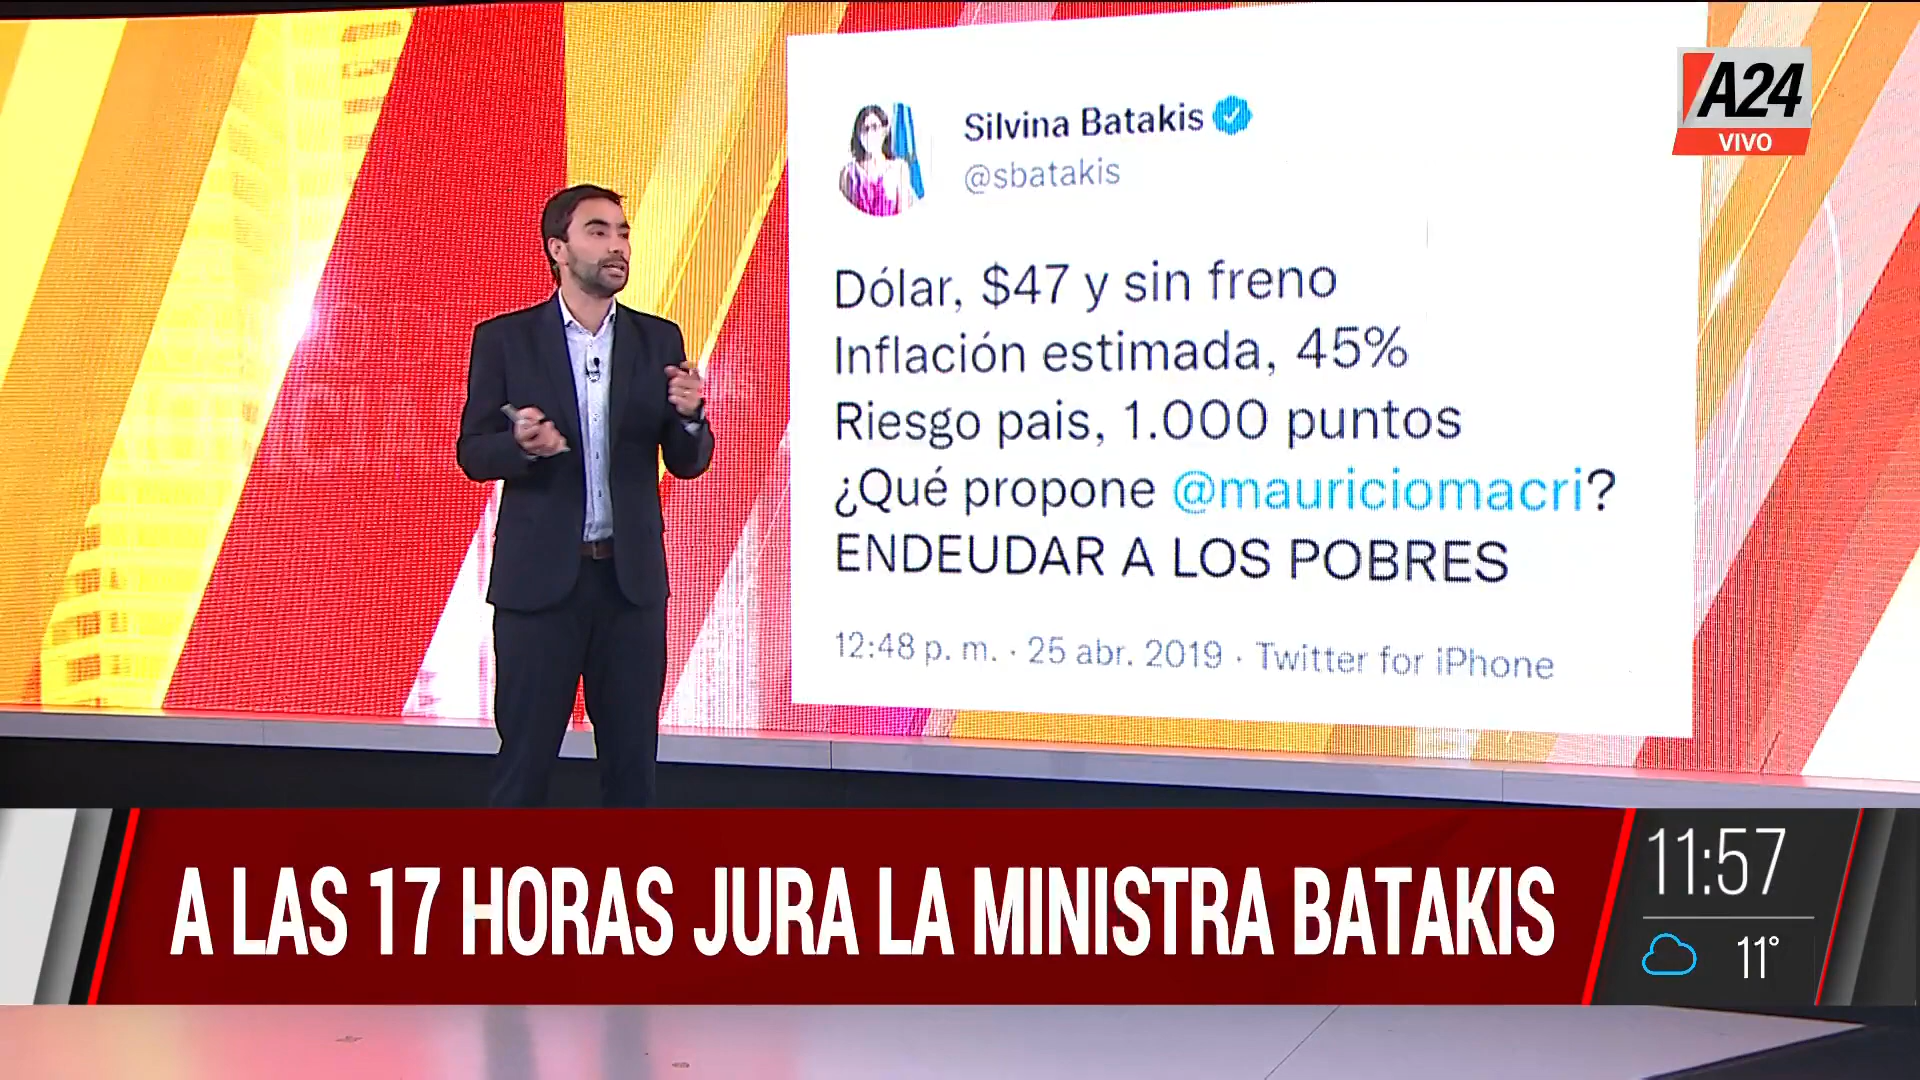 A24
VIVO
Silvina Batakis
@sbatakis
Dólar, $47 y sin freno
Inflación estimada, 45%
Riesgo pais, 1.000 puntos
¿Qué propone @mauriciomacri?
ENDEUDAR A LOS POBRES
12:48 p. m. · 25 abr. 2019 · Twitter for iPhone
A LAS 17 HORAS JURA LA MINISTRA BATAKIS
11:57
11°